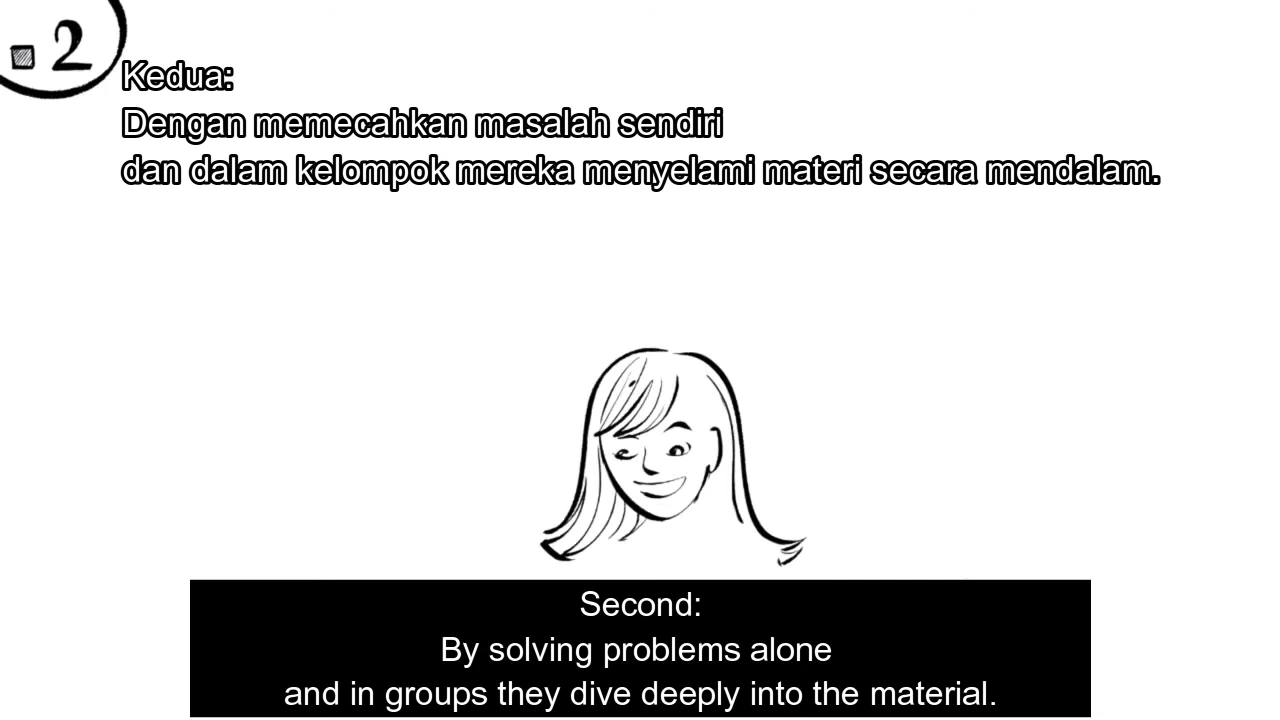 2
Kedua:
Dengan memecahkan masalah sendiri
dan dalam kelompok mereka menyelami materi secara mendalam.
Second:
By solving problems alone
and in groups they dive deeply into the material.